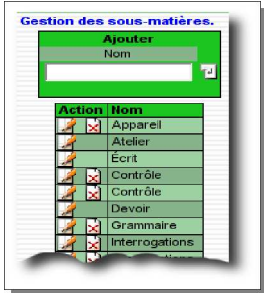 Gestion des sous-matières.
Ajouter
Nom
Action Nom
Appareil
Atelier
Écrit
Contrôle
Contrôle
Devoir
Grammaire
Interrogations